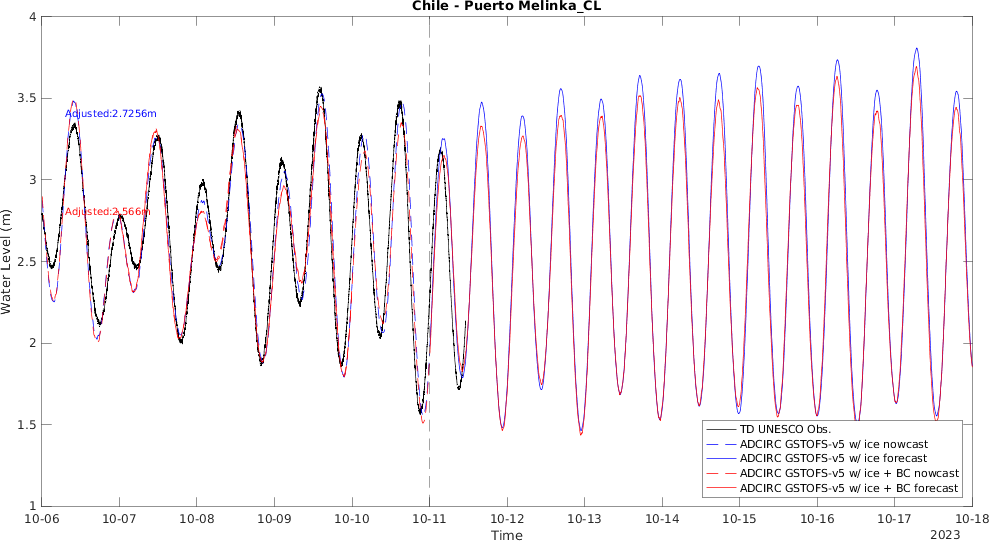 Chile - Puerto Melinka_CL
4
3.5
3
2.5
2
1.5
1
Water Level (m)
Adjusted:2.7256m
Adjusted:2.566m
TD UNESCO Obs.
ADCIRC GSTOFS-v5 w/ ice nowcast
ADCIRC GSTOFS-v5 w/ ice forecast
ADCIRC GSTOFS-v5 w/ ice + BC nowcast
ADCIRC GSTOFS-v5 w/ ice + BC forecast
10-06 10-07 10-08 10-09 10-10 10-11 10-12 10-13 10-14 10-15 10-16 10-17 10-18
Time
2023